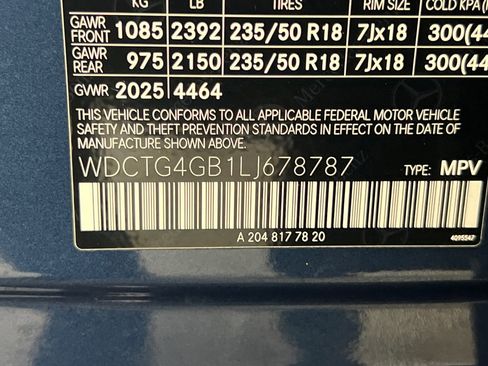 KG LB TIRES RIM SIZE COLD KPA
GAWR FRONT 1085 2392 235/50 R18 7Jx18 300(44
GAWR REAR 975 2150 235/50 R18 7Jx18 300(44
GVWR 2025 4464
THIS VEHICLE CONFORMS TO ALL APPLICABLE FEDERAL MOTOR VEHICLE
SAFETY AND THEFT PREVENTION STANDARDS IN EFFECT ON THE DATE
OF MANUFACTURE SHOWN ABOVE.
WDCTG4GB1LJ678787 TYPE: MPV
A 204 817 78 20
4095547